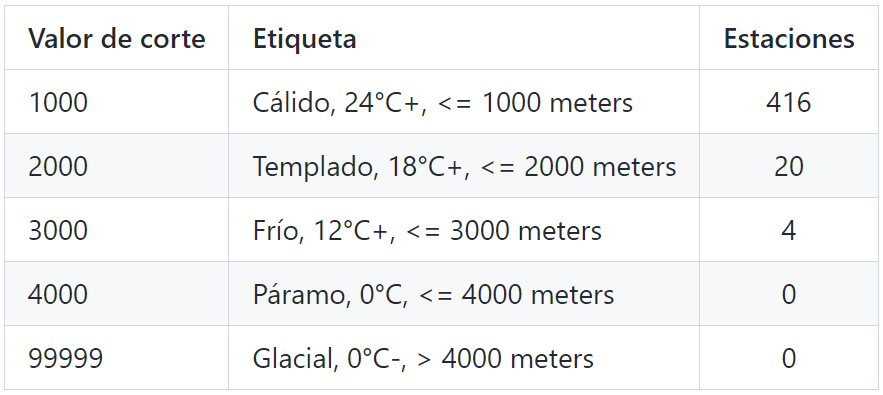 Valor de corte Etiqueta Estaciones
1000 Cálido, 24°C+, <= 1000 meters 416
2000 Templado, 18°C+, <= 2000 meters 20
3000 Frío, 12°C+, <= 3000 meters 4
4000 Páramo, 0°C, <= 4000 meters 0
99999 Glacial, 0°C-, > 4000 meters 0